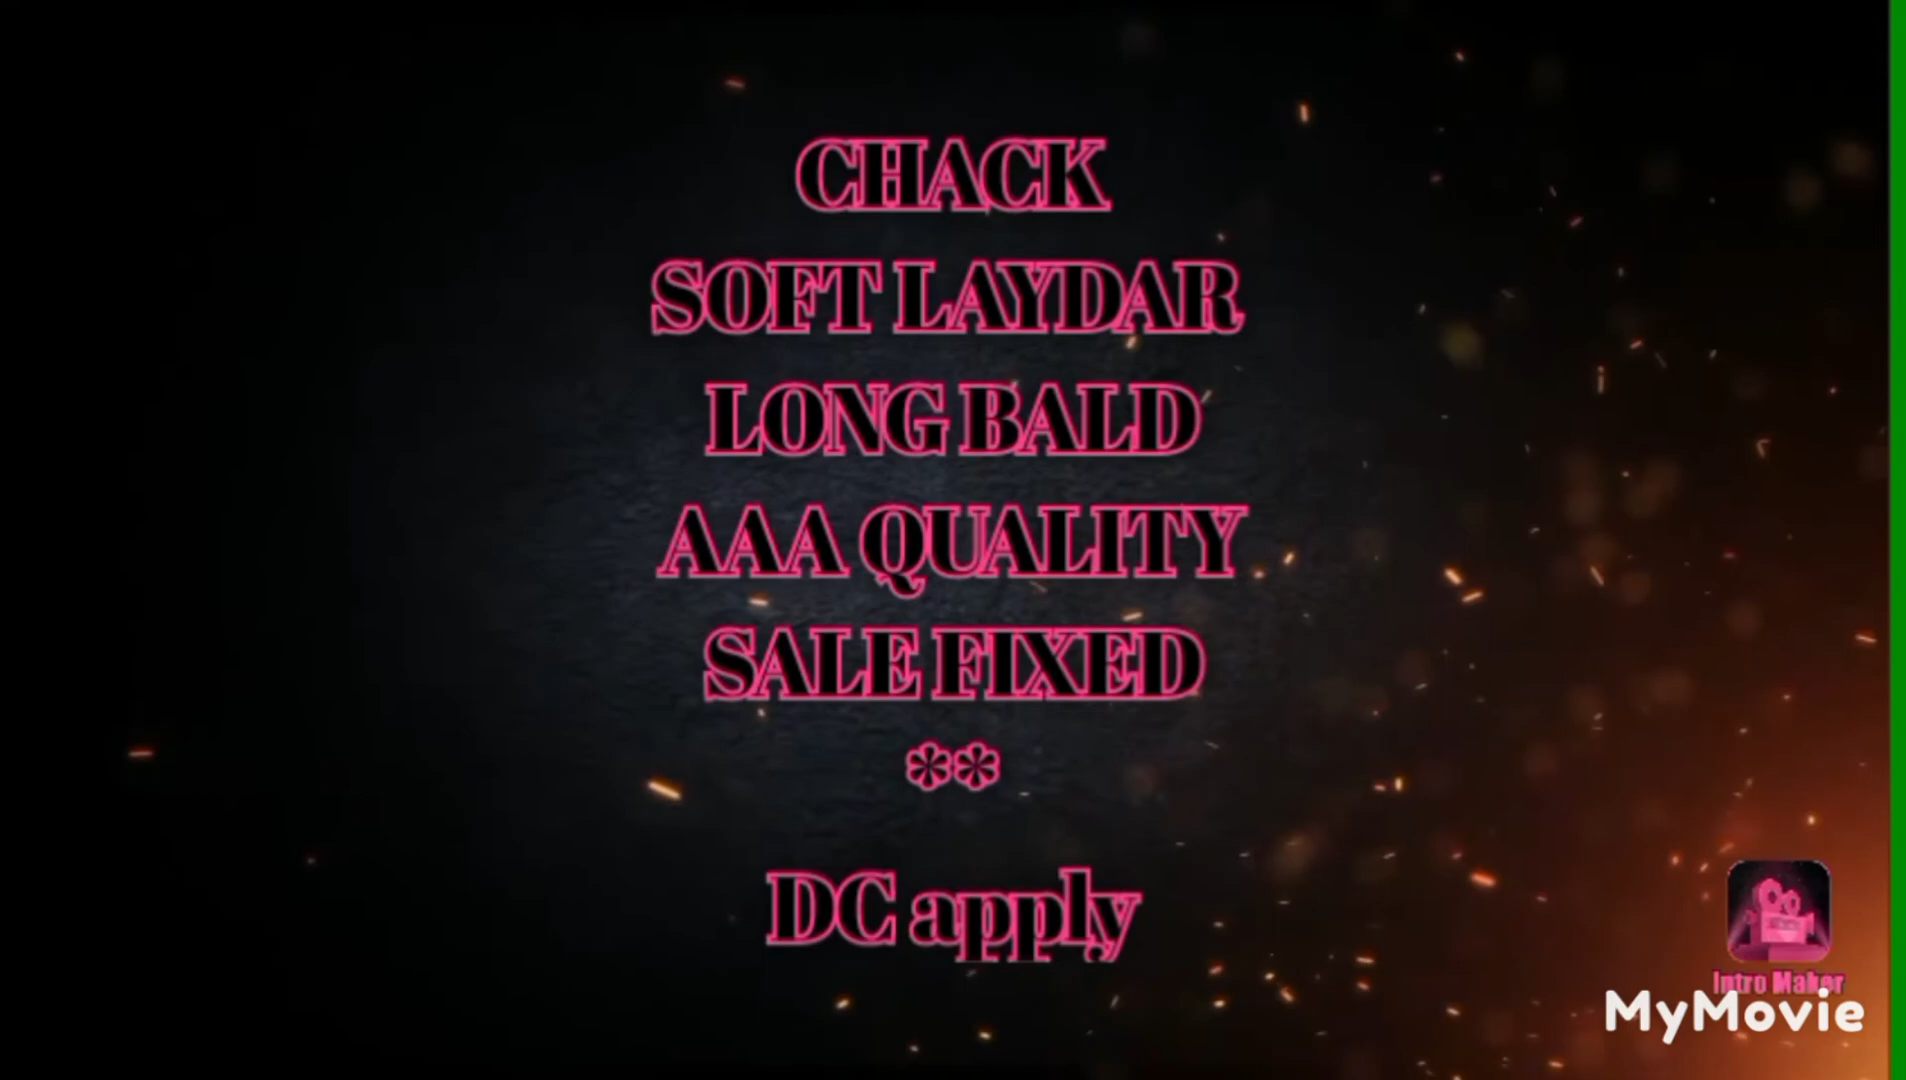 CHACK
SOFT LAYDAR
LONG BALD
AAA QUALITY
SALE FIXED
**
DC apply
Intro Maker
MyMovie